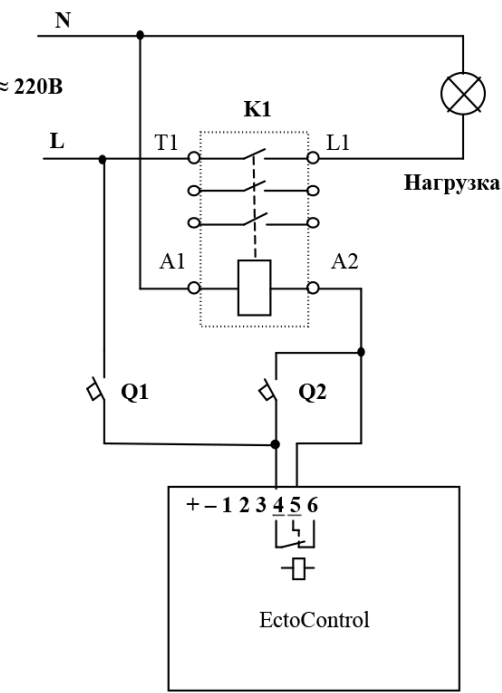 N
≈ 220В
K1
L
T1
L1
Нагрузка
A1
A2
Q1
Q2
+ – 1 2 3 4 5 6
EctoControl